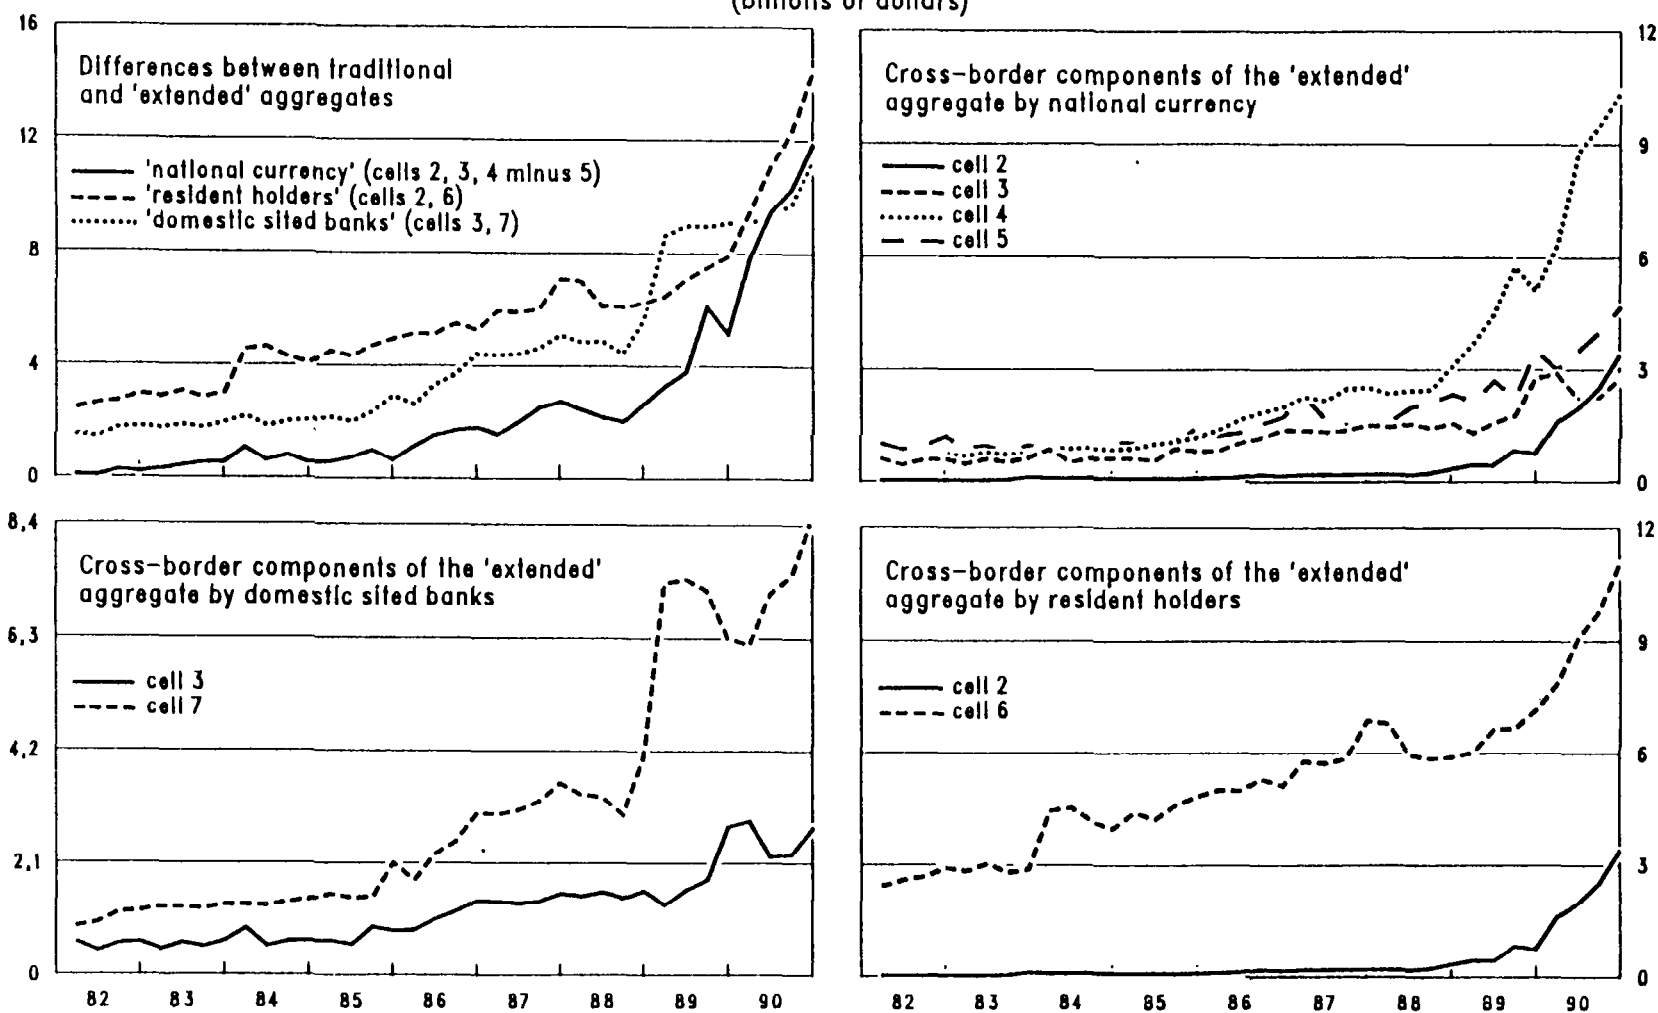 (billions of dollars)
16
12
8
4
0
Differences between traditional
and 'extended' aggregates
'national currency' (cells 2, 3, 4 minus 5)
'resident holders' (cells 2, 6)
'domestic sited banks' (cells 3, 7)
12
9
6
3
0
Cross-border components of the 'extended'
aggregate by national currency
cell 2
cell 3
cell 4
cell 5
8,4
6,3
4,2
2,1
0
Cross-border components of the 'extended'
aggregate by domestic sited banks
cell 3
cell 7
82 83 84 85 86 87 88 89 90
12
9
6
3
0
Cross-border components of the 'extended'
aggregate by resident holders
cell 2
cell 6
82 83 84 85 86 87 88 89 90